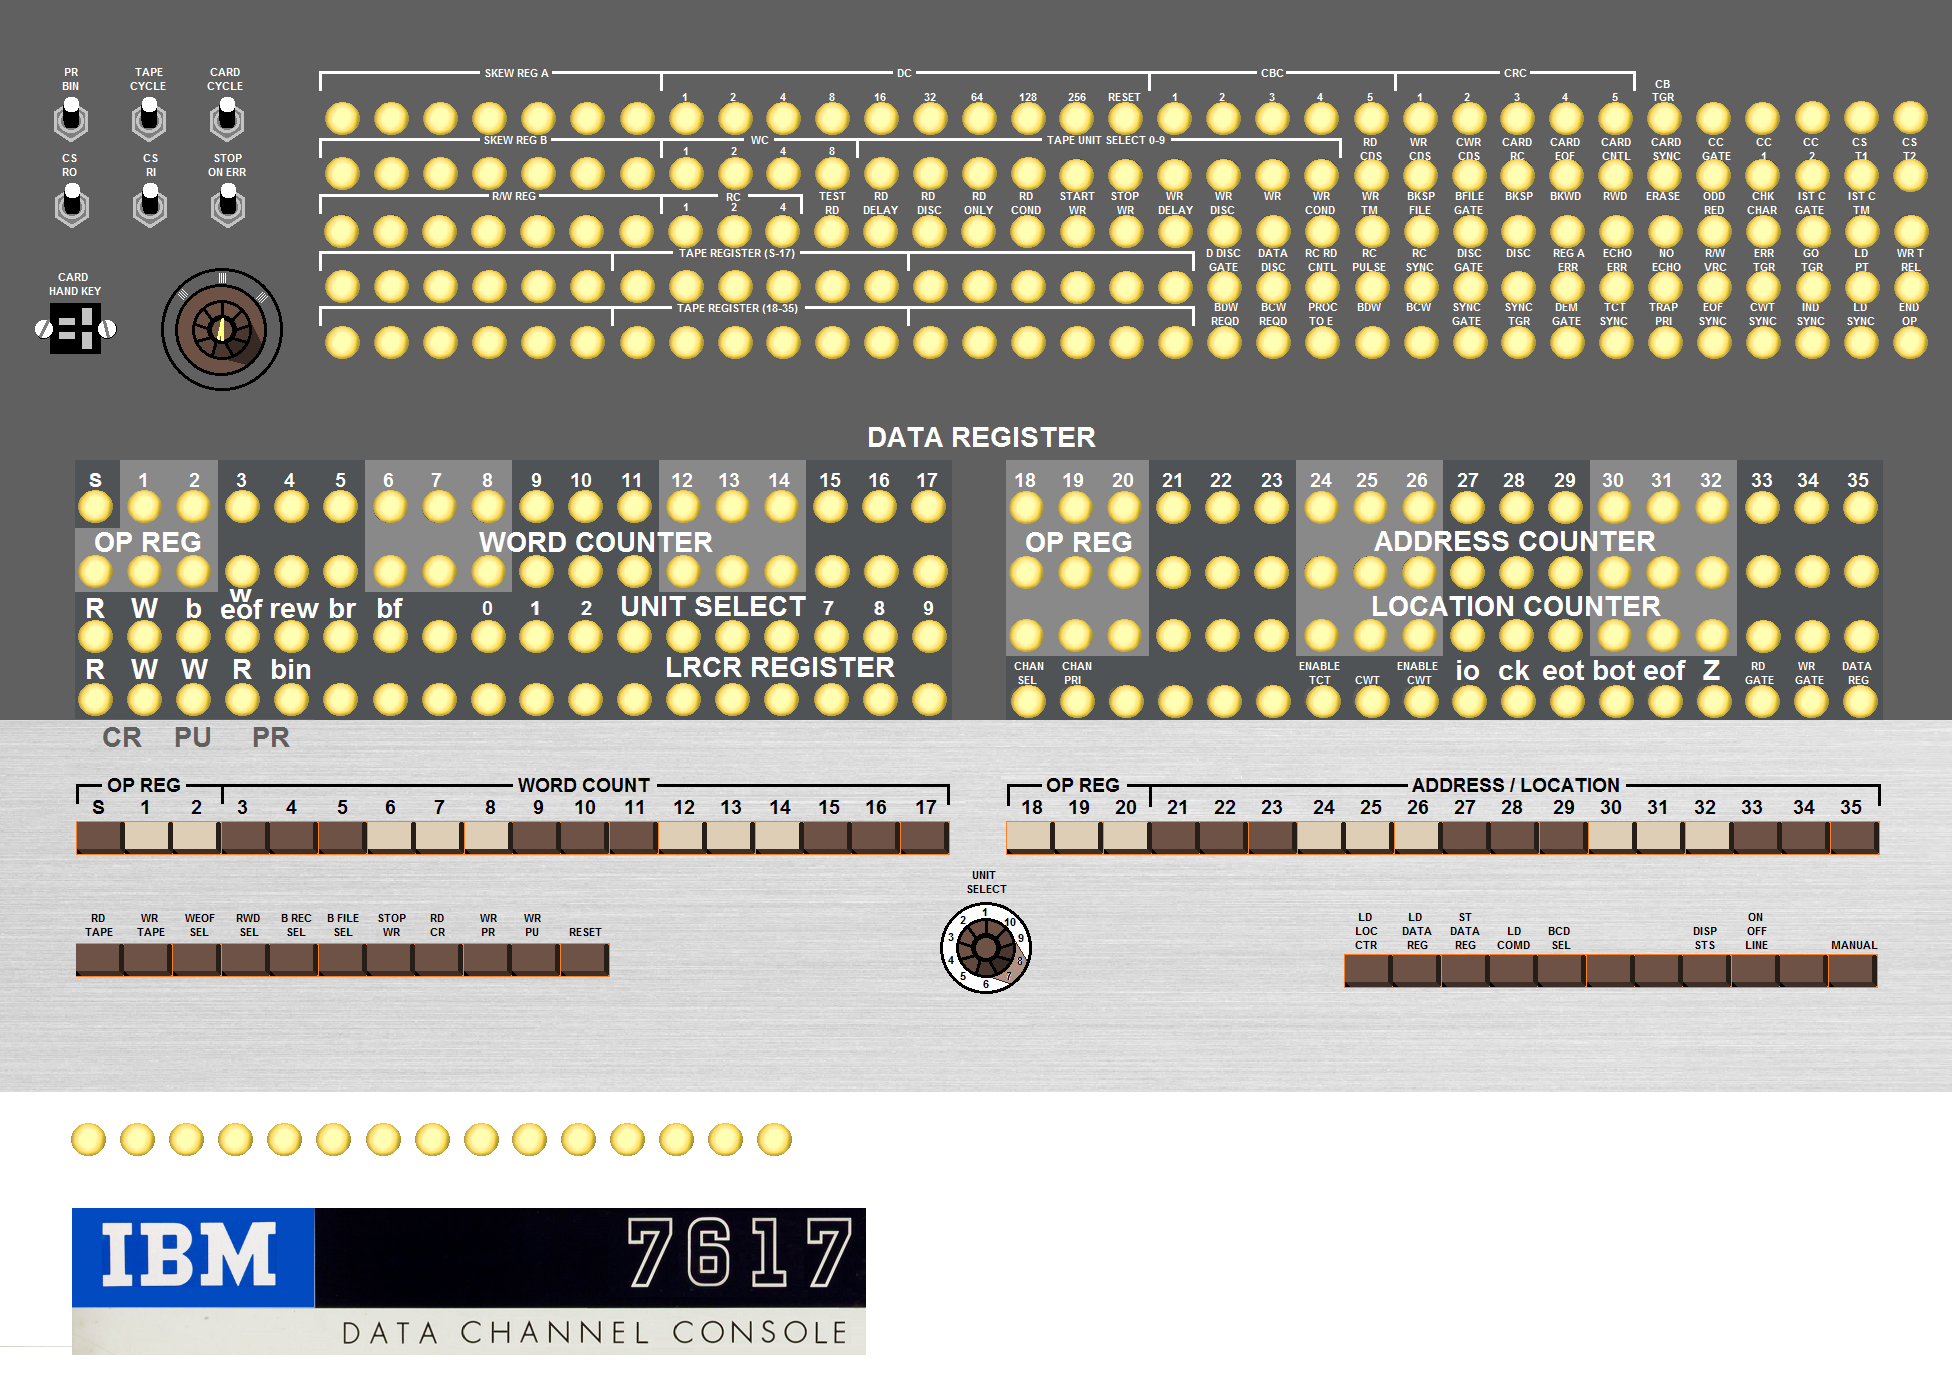 PR BIN
TAPE CYCLE
CARD CYCLE
CS RO
CS RI
STOP ON ERR
CARD HAND KEY
SKEW REG A
DC
CBC
CRC
1 2 4 8 16 32 64 128 256 RESET 1 2 3 4 5 1 2 3 4 5 CB TGR
SKEW REG B
WC
TAPE UNIT SELECT 0-9
1 2 4 8
RD CDS
WR CDS
CWR CDS
CARD RC
CARD EOF
CARD CNTL
CARD SYNC
CC GATE
CC 1
CC 2
CS T1
CS T2
R/W REG
RC
1 2 4
TEST RD
RD DELAY
RD DISC
RD ONLY
RD COND
START WR
STOP WR
WR DELAY
WR DISC
WR
WR COND
WR TM
BKSP FILE
BFILE GATE
BKSP
BKWD
RWD
ERASE
ODD RED
CHK CHAR
IST C GATE
IST C TM
TAPE REGISTER (S-17)
D DISC GATE
DATA DISC
RC RD CNTL
RC PULSE
RC SYNC
DISC GATE
DISC
REG A ERR
ECHO ERR
NO ECHO
R/W VRC
ERR TGR
GO TGR
LD PT
WR T REL
TAPE REGISTER (18-35)
BDW REQD
BCW REQD
PROC TO E
BDW
BCW
SYNC GATE
SYNC TGR
DEM GATE
TCT SYNC
TRAP PRI
EOF SYNC
CWT SYNC
IND SYNC
LD SYNC
END OP
DATA REGISTER
S 1 2 3 4 5 6 7 8 9 10 11 12 13 14 15 16 17 18 19 20 21 22 23 24 25 26 27 28 29 30 31 32 33 34 35
OP REG WORD COUNTER OP REG ADDRESS COUNTER
R W b w eof rew br bf 0 1 2 UNIT SELECT 7 8 9 LOCATION COUNTER
R W W R bin LRCR REGISTER
CHAN SEL
CHAN PRI
ENABLE TCT
CWT
ENABLE CWT
io ck eot bot eof Z
RD GATE
WR GATE
DATA REG
CR PU PR
OP REG WORD COUNT OP REG ADDRESS / LOCATION
S 1 2 3 4 5 6 7 8 9 10 11 12 13 14 15 16 17 18 19 20 21 22 23 24 25 26 27 28 29 30 31 32 33 34 35
RD TAPE
WR TAPE
WEOF SEL
RWD SEL
B REC SEL
B FILE SEL
STOP WR
RD CR
WR PR
WR PU
RESET
UNIT SELECT
1 2 3 4 5 6 7 8 9 10
LD LOC CTR
LD DATA REG
ST DATA REG
LD COMD
BCD SEL
DISP STS
ON OFF LINE
MANUAL
IBM 7617
DATA CHANNEL CONSOLE